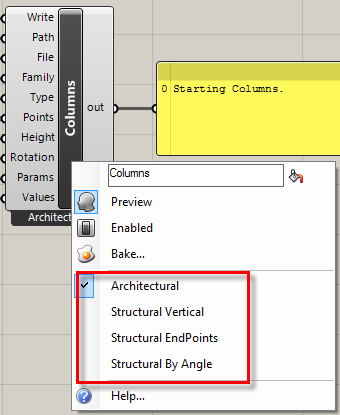 Write
Path
File
Family
Type
Points
Height
Rotation
Params
Values
Columns
out
Architec
0 Starting Columns.
Columns
Preview
Enabled
Bake...
Architectural
Structural Vertical
Structural EndPoints
Structural By Angle
Help...